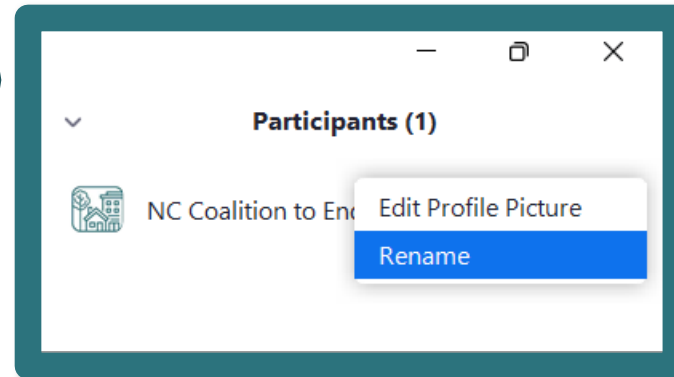 Participants (1)
NC Coalition to End
Edit Profile Picture
Rename